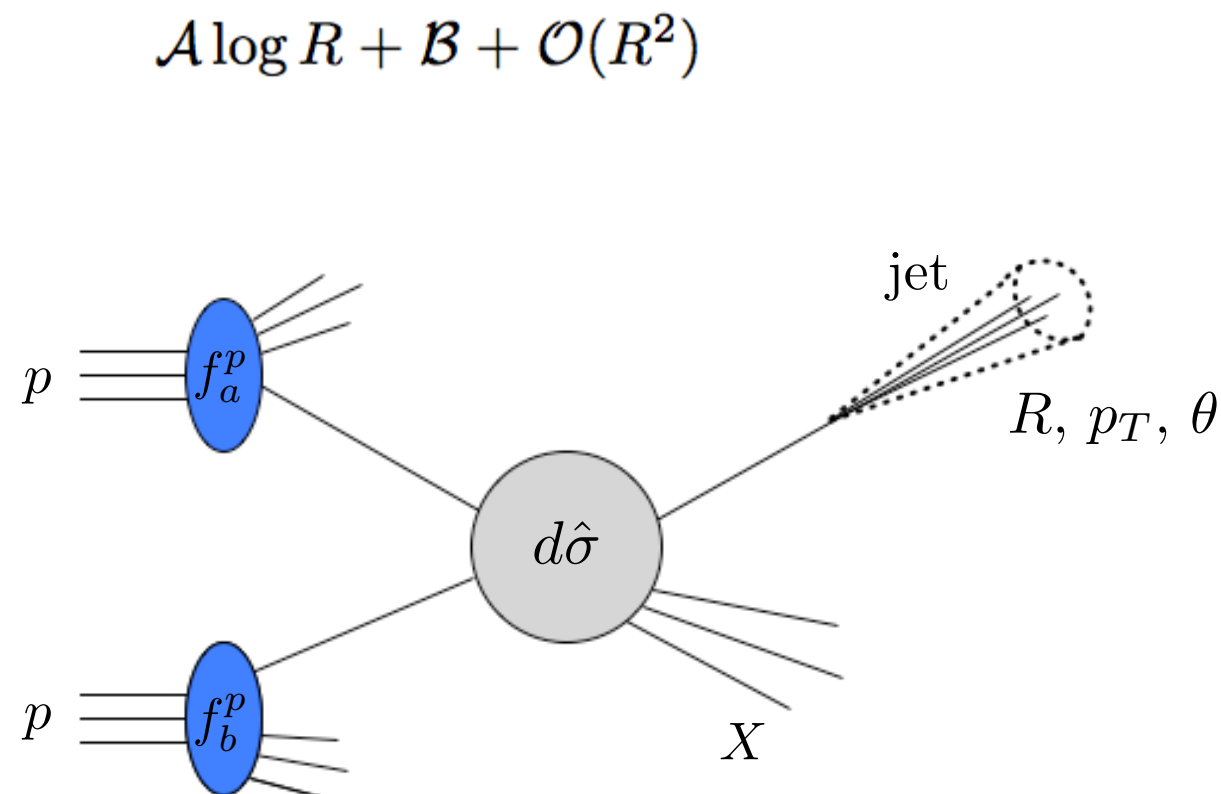 𝒜 log R + ℬ + 𝒪(R²)
jet
p
f_a^p
R, p_T, θ
dσ̂
p
f_b^p
X